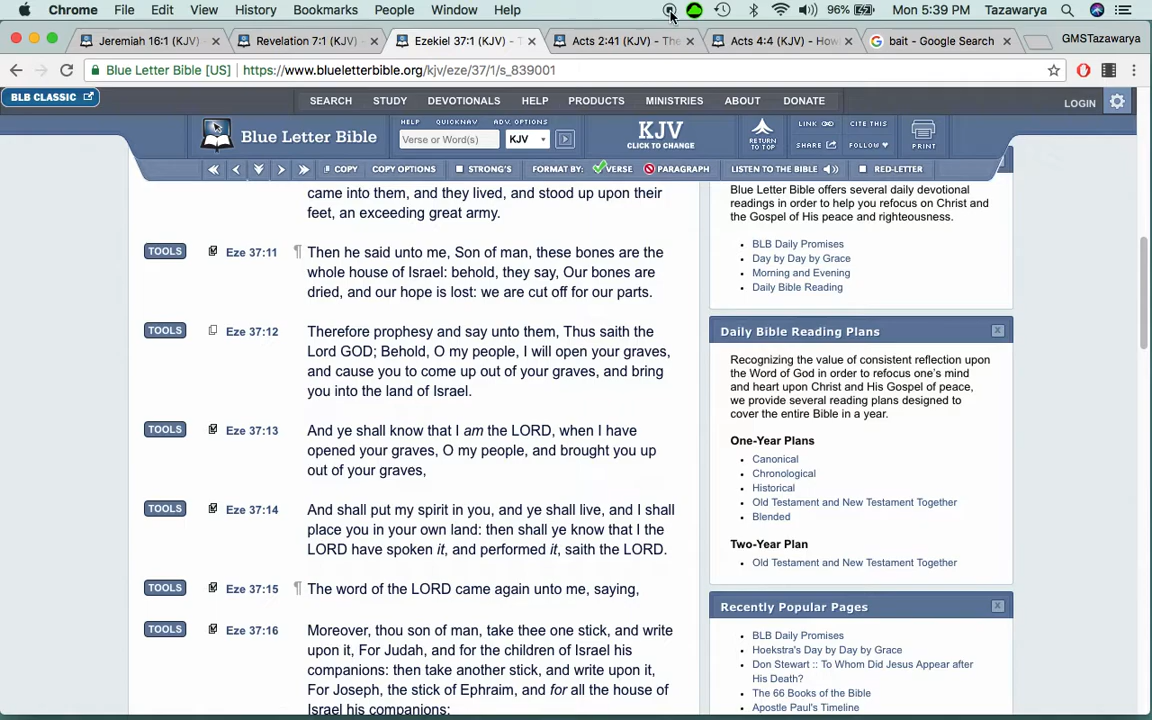 Chrome File Edit View History Bookmarks People Window Help 96% Mon 5:39 PM Tazawarya
Jeremiah 16:1 (KJV) × Revelation 7:1 (KJV) × Ezekiel 37:1 (KJV) - T × Acts 2:41 (KJV) - The × Acts 4:4 (KJV) - How × bait - Google Search × GMSTazawarya
Blue Letter Bible [US] https://www.blueletterbible.org/kjv/eze/37/1/s_839001
BLB CLASSIC
SEARCH STUDY DEVOTIONALS HELP PRODUCTS MINISTRIES ABOUT DONATE LOGIN
Blue Letter Bible
HELP QUICKNAV ADV. OPTIONS
Verse or Word(s) KJV
KJV
CLICK TO CHANGE
RETURN
TO TOP
LINK CITE THIS
SHARE FOLLOW
PRINT
COPY COPY OPTIONS STRONG'S FORMAT BY: VERSE PARAGRAPH LISTEN TO THE BIBLE RED-LETTER
came into them, and they lived, and stood up upon their
feet, an exceeding great army.
TOOLS Eze 37:11 ¶ Then he said unto me, Son of man, these bones are the
whole house of Israel: behold, they say, Our bones are
dried, and our hope is lost: we are cut off for our parts.
TOOLS Eze 37:12 Therefore prophesy and say unto them, Thus saith the
Lord GOD; Behold, O my people, I will open your graves,
and cause you to come up out of your graves, and bring
you into the land of Israel.
TOOLS Eze 37:13 And ye shall know that I am the LORD, when I have
opened your graves, O my people, and brought you up
out of your graves,
TOOLS Eze 37:14 And shall put my spirit in you, and ye shall live, and I shall
place you in your own land: then shall ye know that I the
LORD have spoken it, and performed it, saith the LORD.
TOOLS Eze 37:15 ¶ The word of the LORD came again unto me, saying,
TOOLS Eze 37:16 Moreover, thou son of man, take thee one stick, and write
upon it, For Judah, and for the children of Israel his
companions: then take another stick, and write upon it,
For Joseph, the stick of Ephraim, and for all the house of
Israel his companions:
Blue Letter Bible offers several daily devotional
readings in order to help you refocus on Christ and
the Gospel of His peace and righteousness.
BLB Daily Promises
Day by Day by Grace
Morning and Evening
Daily Bible Reading
Daily Bible Reading Plans
Recognizing the value of consistent reflection upon
the Word of God in order to refocus one's mind
and heart upon Christ and His Gospel of peace,
we provide several reading plans designed to
cover the entire Bible in a year.
One-Year Plans
Canonical
Chronological
Historical
Old Testament and New Testament Together
Blended
Two-Year Plan
Old Testament and New Testament Together
Recently Popular Pages
BLB Daily Promises
Hoekstra's Day by Day by Grace
Don Stewart :: To Whom Did Jesus Appear after
His Death?
The 66 Books of the Bible
Apostle Paul's Timeline